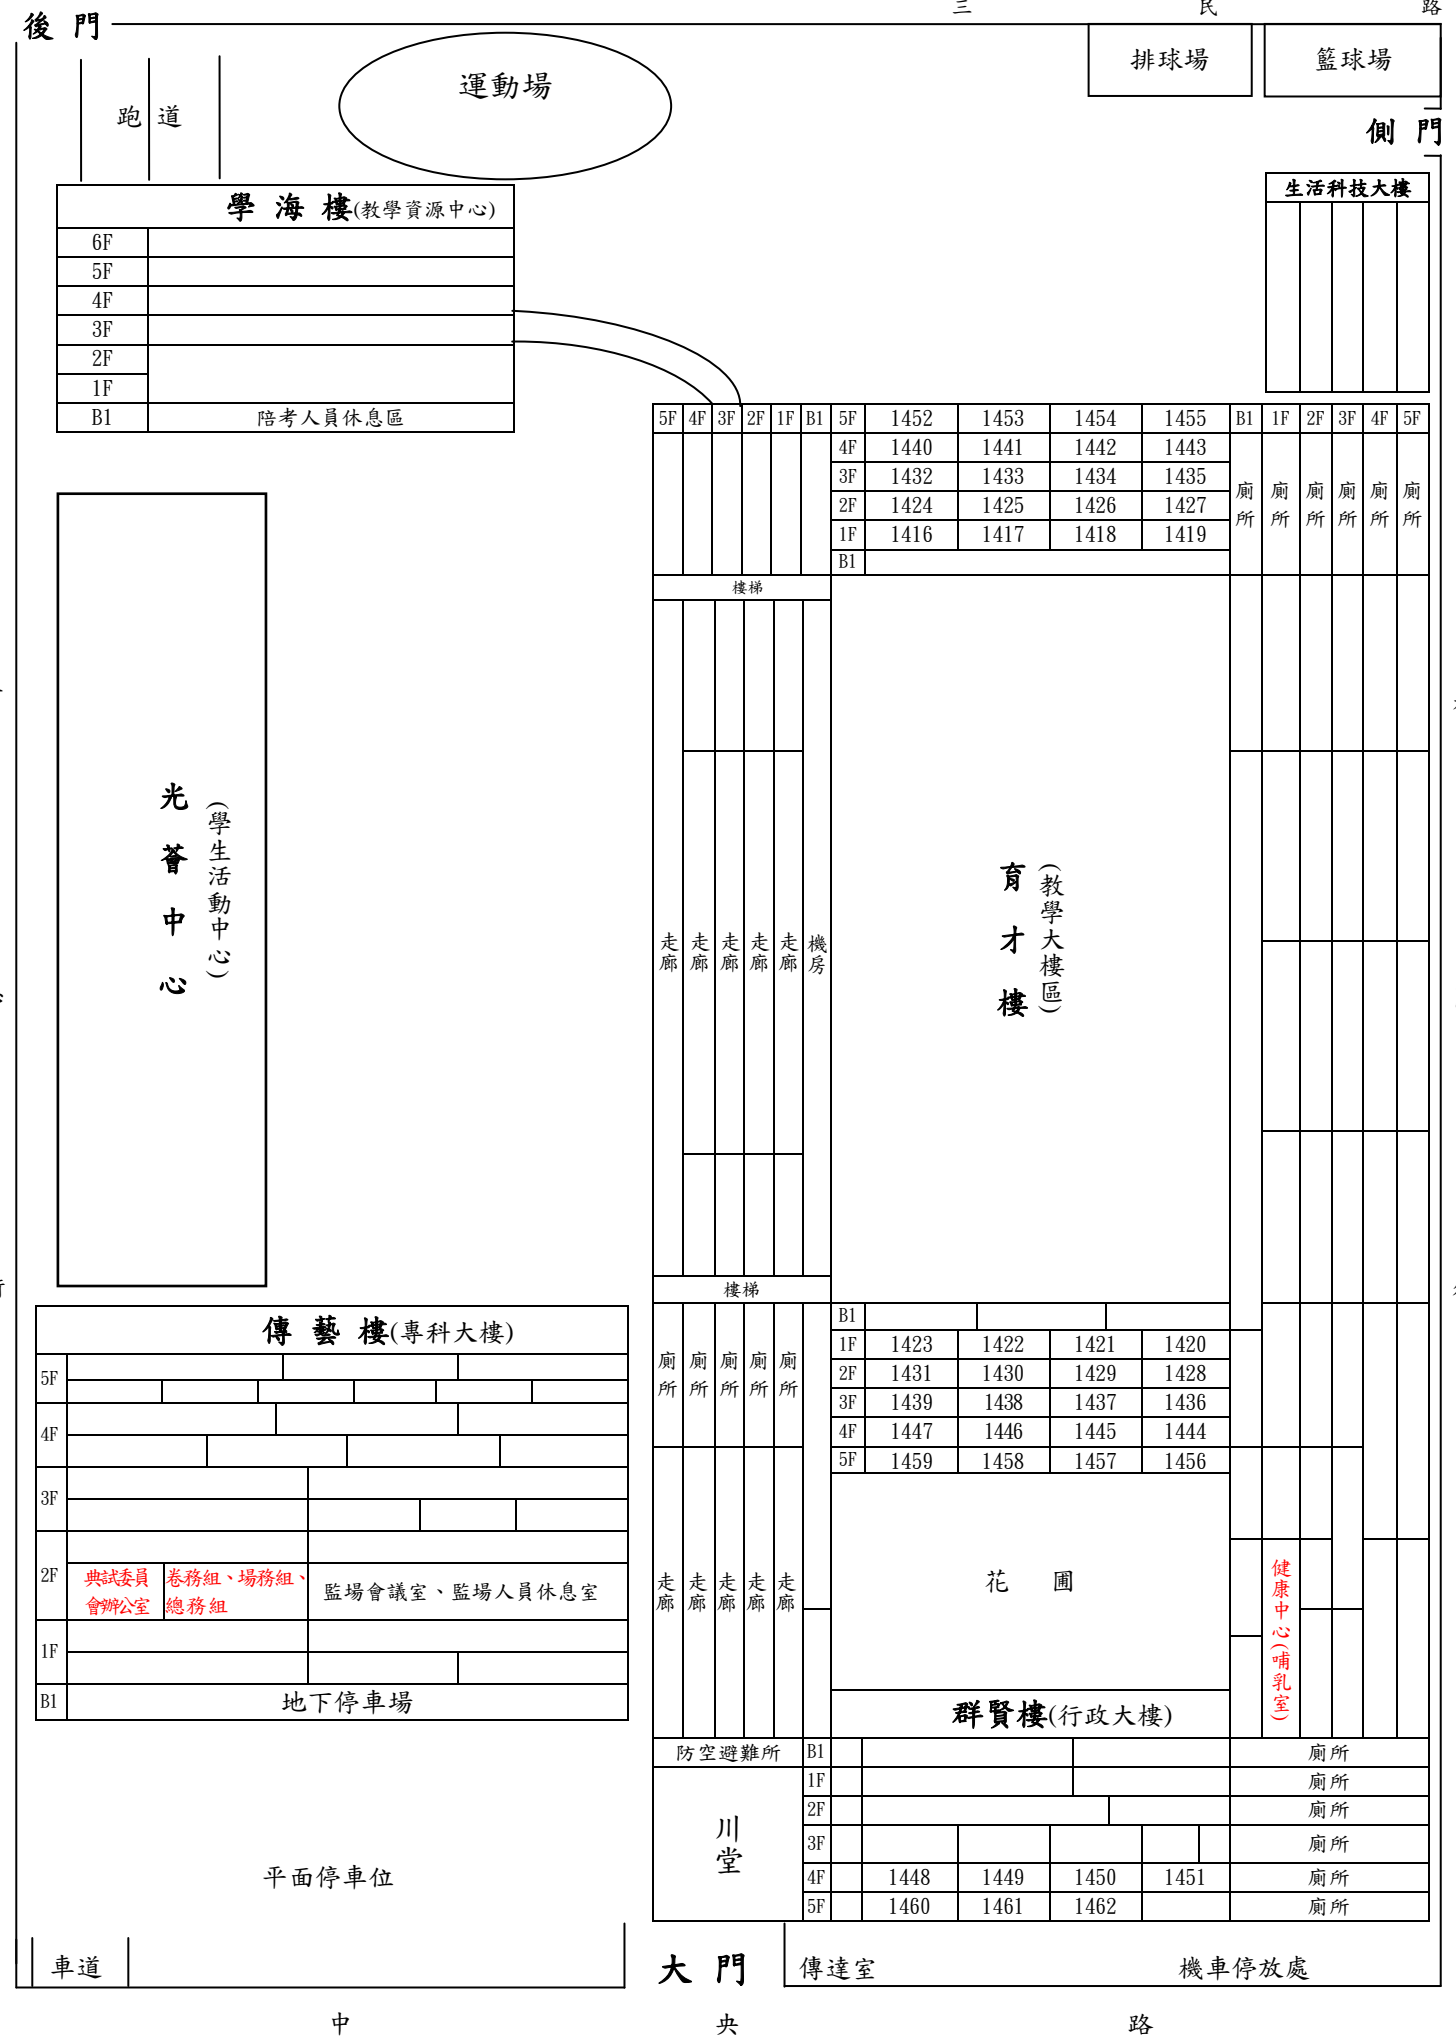 三 民 路
後 門
運動場
排球場
籃球場
跑 道
側 門
學 海 樓(教學資源中心)
6F
5F
4F
3F
2F
1F
B1 陪考人員休息區
生活科技大樓
5F 4F 3F 2F 1F B1 5F 1452 1453 1454 1455 B1 1F 2F 3F 4F 5F
4F 1440 1441 1442 1443
3F 1432 1433 1434 1435
2F 1424 1425 1426 1427
1F 1416 1417 1418 1419
B1
廁所 廁所 廁所 廁所 廁所 廁所
樓梯
光 薈 中 心
(學生活動中心)
走廊 走廊 走廊 走廊 走廊 機房
育 才 樓
(教學大樓區)
樓梯
B1
1F 1423 1422 1421 1420
2F 1431 1430 1429 1428
3F 1439 1438 1437 1436
4F 1447 1446 1445 1444
5F 1459 1458 1457 1456
廁所 廁所 廁所 廁所 廁所
走廊 走廊 走廊 走廊 走廊
花 圃
健康中心(哺乳室)
傳 藝 樓(專科大樓)
5F
4F
3F
2F
典試委員
會辦公室
卷務組、場務組、
總務組
監場會議室、監場人員休息室
1F
B1 地下停車場
群賢樓(行政大樓)
防空避難所 B1 廁所
1F 廁所
2F 廁所
3F 廁所
4F 1448 1449 1450 1451 廁所
5F 1460 1461 1462 廁所
川堂
平面停車位
車道
大 門
傳達室
機車停放處
中 央 路